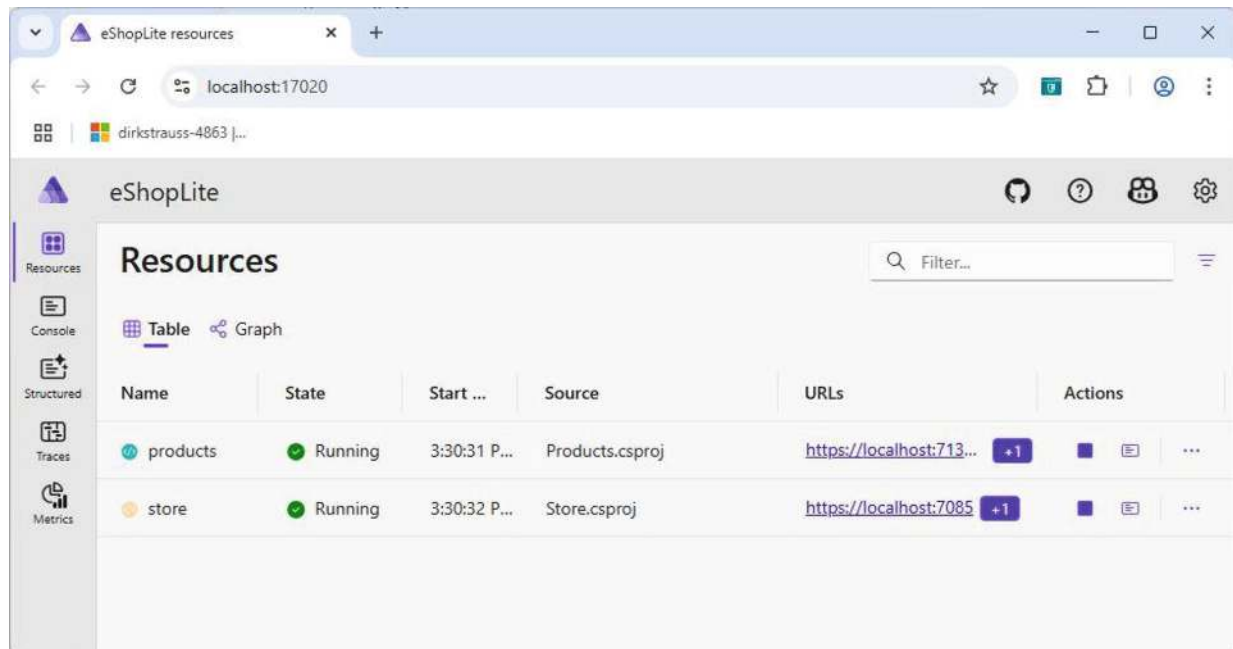 eShopLite resources
localhost:17020
dirkstrauss-4863 |...
eShopLite
Resources
Filter...
Resources
Console
Structured
Traces
Metrics
Table Graph
Name State Start ... Source URLs Actions
products Running 3:30:31 P... Products.csproj https://localhost:713... +1
store Running 3:30:32 P... Store.csproj https://localhost:7085 +1